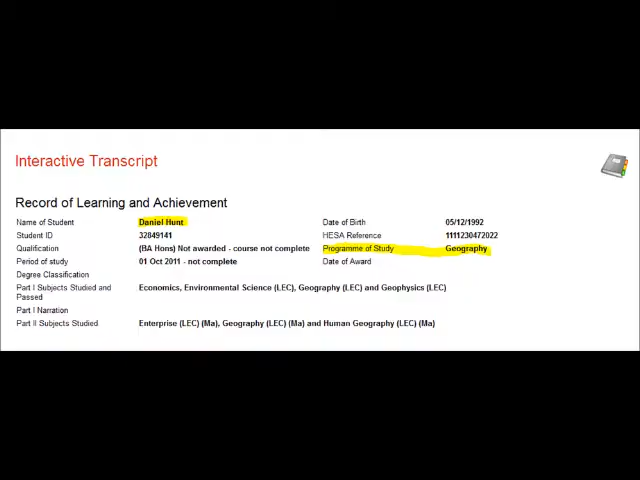 Interactive Transcript
Record of Learning and Achievement
Name of Student Daniel Hunt Date of Birth 05/12/1992
Student ID 32849141 HESA Reference 1111230472022
Qualification (BA Hons) Not awarded - course not complete Programme of Study Geography
Period of study 01 Oct 2011 - not complete Date of Award
Degree Classification
Part I Subjects Studied and Economics, Environmental Science (LEC), Geography (LEC) and Geophysics (LEC)
Passed
Part I Narration
Part II Subjects Studied Enterprise (LEC) (Ma), Geography (LEC) (Ma) and Human Geography (LEC) (Ma)